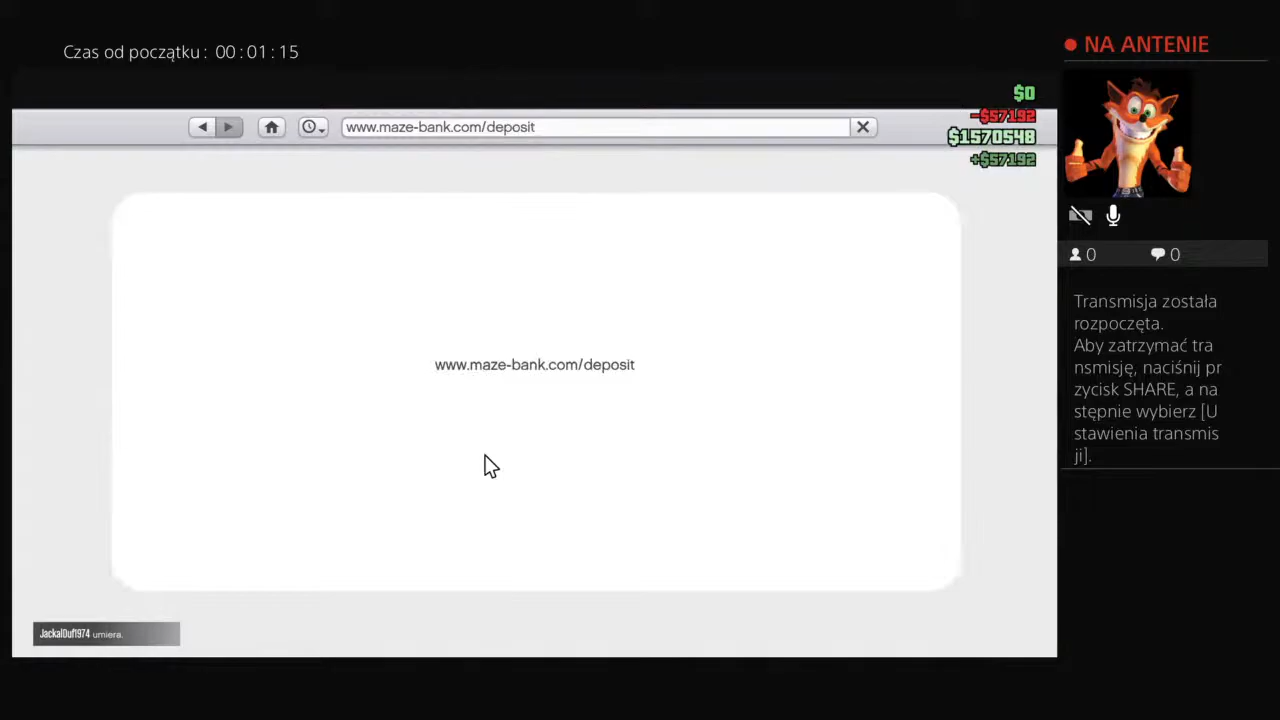 Czas od początku: 00:01:15
NA ANTENIE
$0
-$57192
$1570548
+$57192
www.maze-bank.com/deposit
www.maze-bank.com/deposit
0 0
Transmisja została
rozpoczęta.
Aby zatrzymać tra
nsmisję, naciśnij pr
zycisk SHARE, a na
stępnie wybierz [U
stawienia transmis
ji].
JackalDuf1974 umiera.